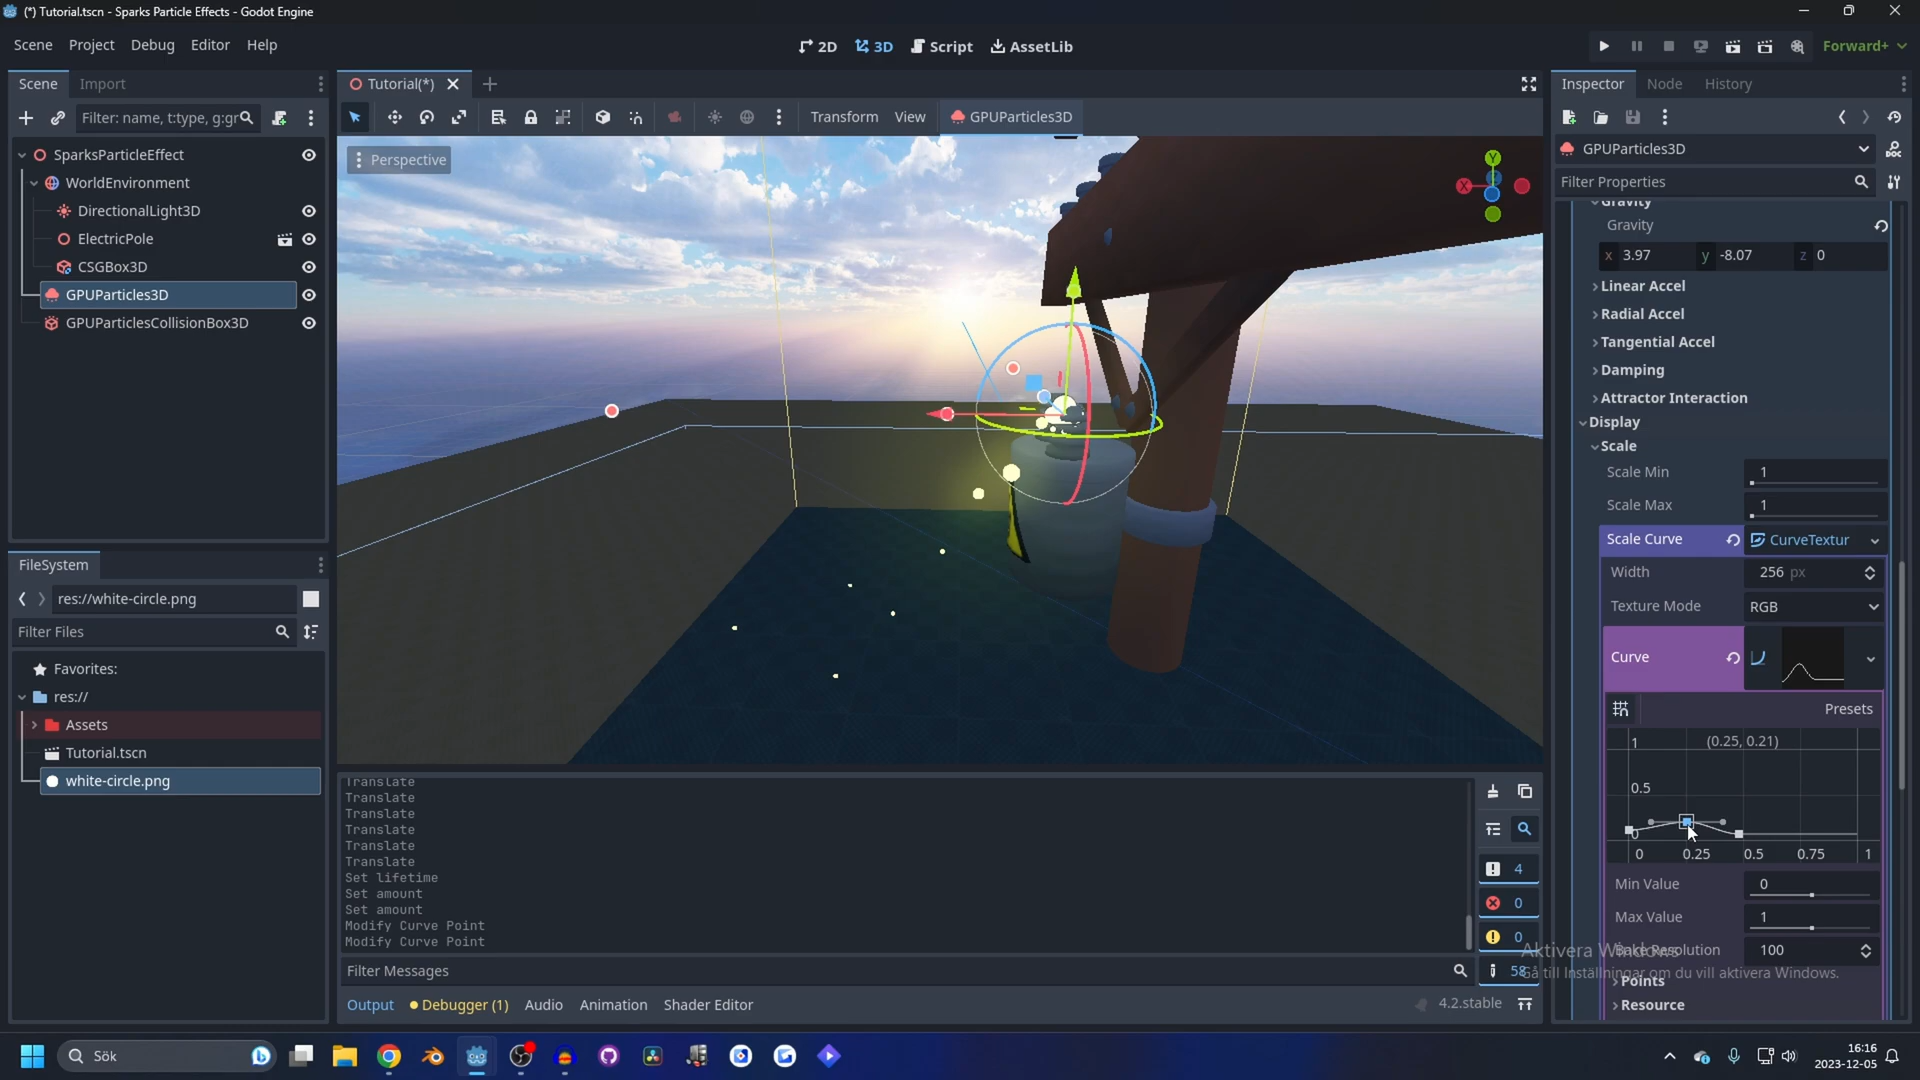 (*) Tutorial.tscn - Sparks Particle Effects - Godot Engine
Scene Project Debug Editor Help
2D 3D Script AssetLib
Forward+
Scene Import
Tutorial(*)
Inspector Node History
Filter: name, t:type, g:gr
Transform View GPUParticles3D
GPUParticles3D
Filter Properties
SparksParticleEffect
WorldEnvironment
DirectionalLight3D
ElectricPole
CSGBox3D
GPUParticles3D
GPUParticlesCollisionBox3D
Perspective
Y
X
Gravity
Gravity
x 3.97 y -8.07 z 0
Linear Accel
Radial Accel
Tangential Accel
Damping
Attractor Interaction
Display
Scale
Scale Min 1
Scale Max 1
Scale Curve CurveTextur
Width 256 px
Texture Mode RGB
Curve
Presets
1 (0.25, 0.21)
0.5
0
0 0.25 0.5 0.75 1
Min Value 0
Max Value 1
Bake Resolution 100
Points
Resource
FileSystem
res://white-circle.png
Filter Files
Favorites:
res://
Assets
Tutorial.tscn
white-circle.png
Translate
Translate
Translate
Translate
Translate
Translate
Set lifetime
Set amount
Set amount
Modify Curve Point
Modify Curve Point
4
0
0
58
Filter Messages
Output Debugger (1) Audio Animation Shader Editor
4.2.stable
Aktivera Windows
Gå till Inställningar om du vill aktivera Windows.
Sök
16:16
2023-12-05